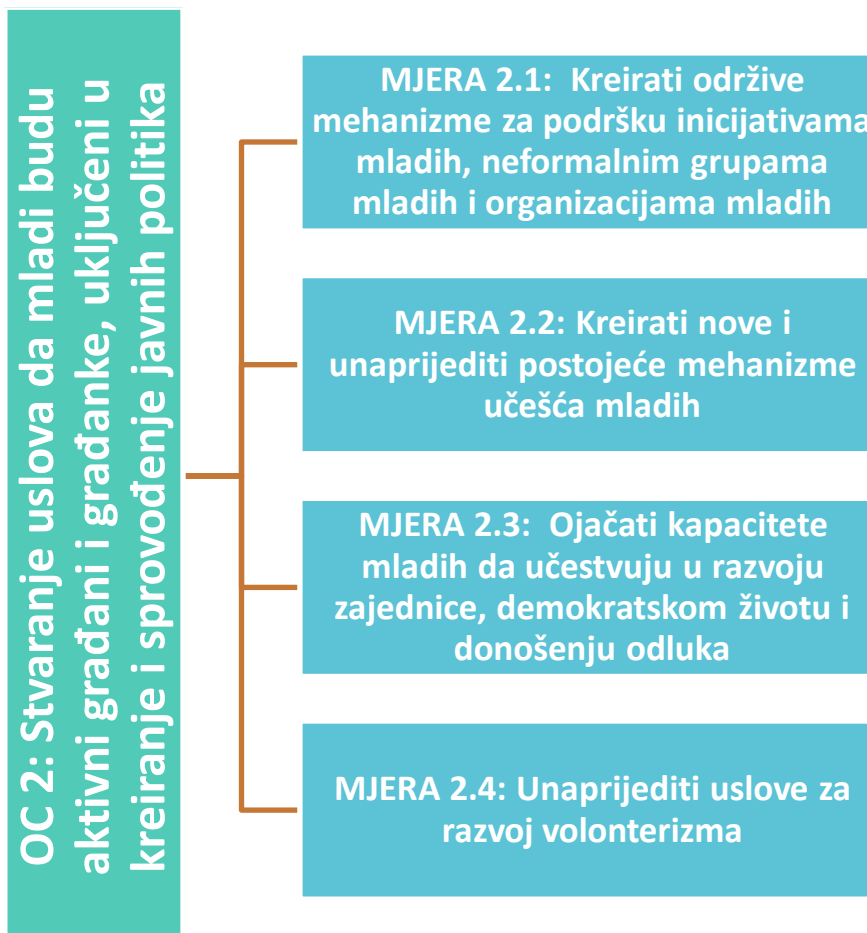 OC 2: Stvaranje uslova da mladi budu
aktivni građani i građanke, uključeni u
kreiranje i sprovođenje javnih politika
MJERA 2.1:  Kreirati održive
mehanizme za podršku inicijativama
mladih, neformalnim grupama
mladih i organizacijama mladih
MJERA 2.2: Kreirati nove i
unaprijediti postojeće mehanizme
učešća mladih
MJERA 2.3:  Ojačati kapacitete
mladih da učestvuju u razvoju
zajednice, demokratskom životu i
donošenju odluka
MJERA 2.4: Unaprijediti uslove za
razvoj volonterizma